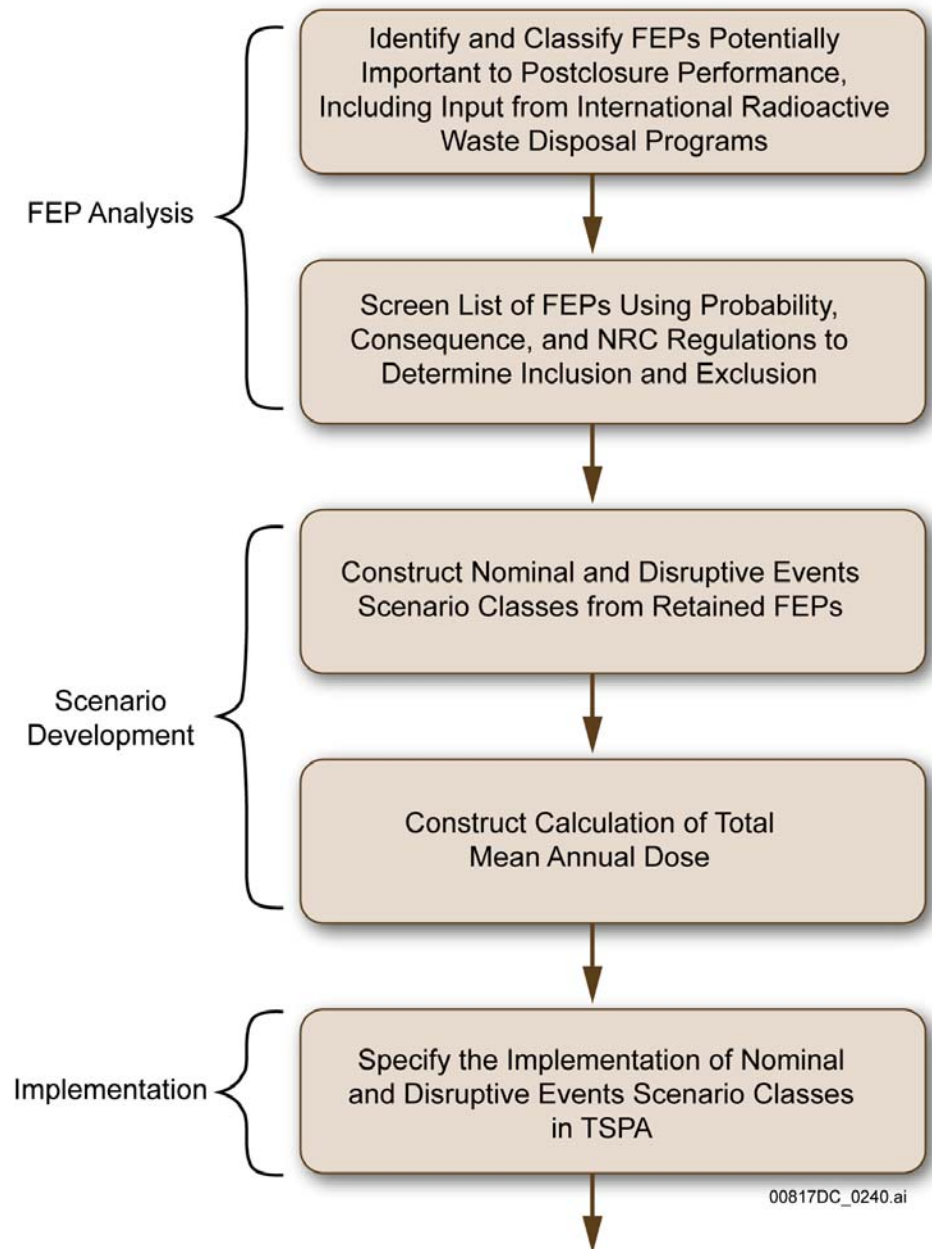 Identify and Classify FEPs Potentially
Important to Postclosure Performance,
Including Input from International Radioactive
Waste Disposal Programs
FEP Analysis
Screen List of FEPs Using Probability,
Consequence, and NRC Regulations to
Determine Inclusion and Exclusion
Construct Nominal and Disruptive Events
Scenario Classes from Retained FEPs
Scenario
Development
Construct Calculation of Total
Mean Annual Dose
Implementation
Specify the Implementation of Nominal
and Disruptive Events Scenario Classes
in TSPA
00817DC_0240.ai